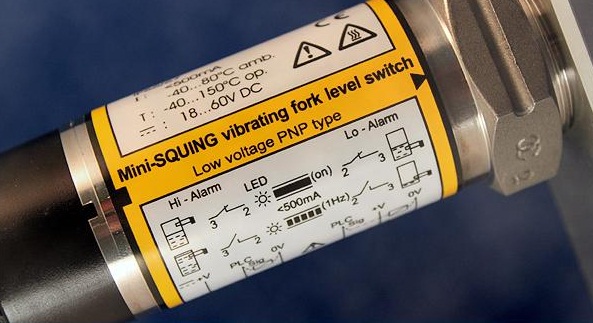 <500mA
T : -40...80°C amb.
T : -40...150°C op.
18...60V DC
Mini-SQUING vibrating fork level switch
Low voltage PNP type
Hi - Alarm
LED
(on)
Lo - Alarm
3 2
<500mA
2 3
3 2
(1Hz)
2 3
+V
PLC
0V
PLC
+V
0V